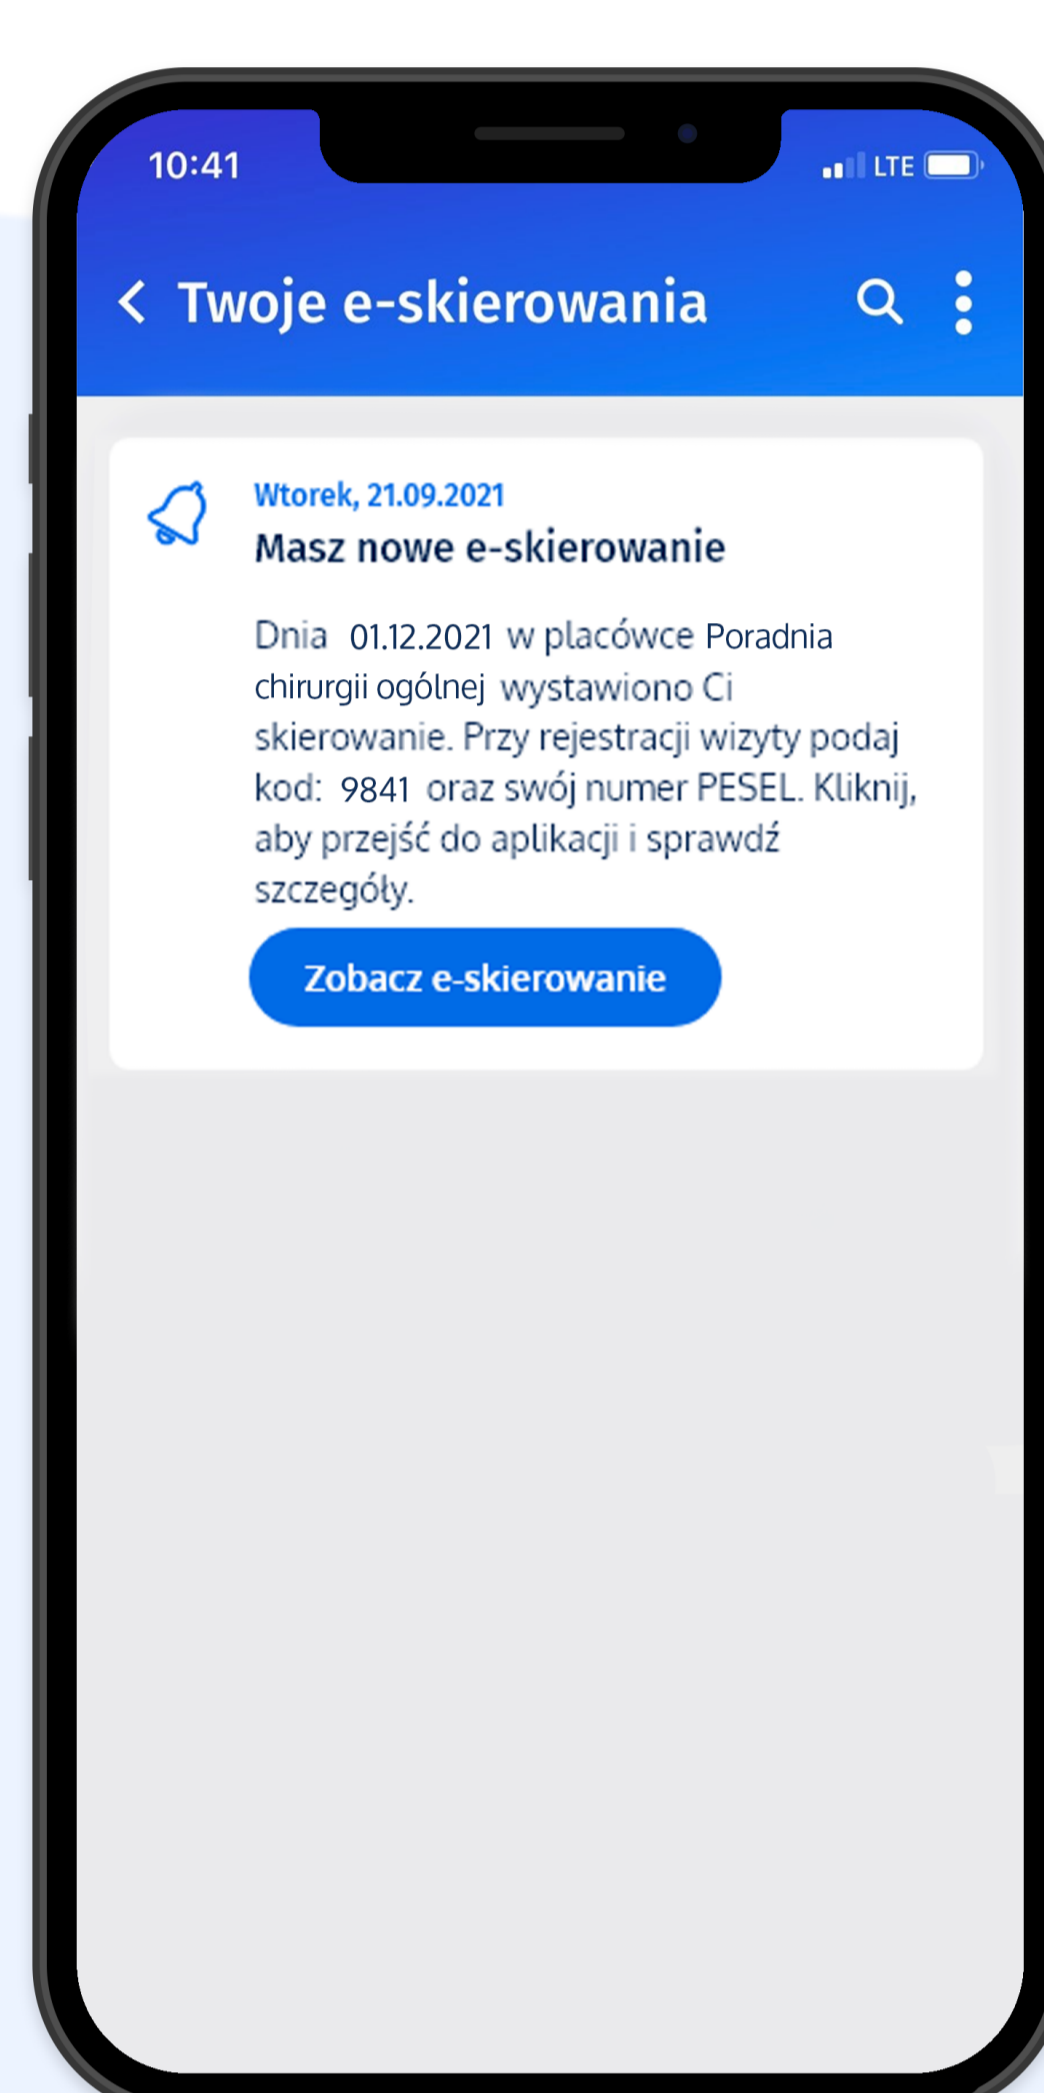 10:41 LTE
Twoje e-skierowania
Wtorek, 21.09.2021
Masz nowe e-skierowanie
Dnia 01.12.2021 w placówce Poradnia
chirurgii ogólnej wystawiono Ci
skierowanie. Przy rejestracji wizyty podaj
kod: 9841 oraz swój numer PESEL. Kliknij,
aby przejść do aplikacji i sprawdź
szczegóły.
Zobacz e-skierowanie